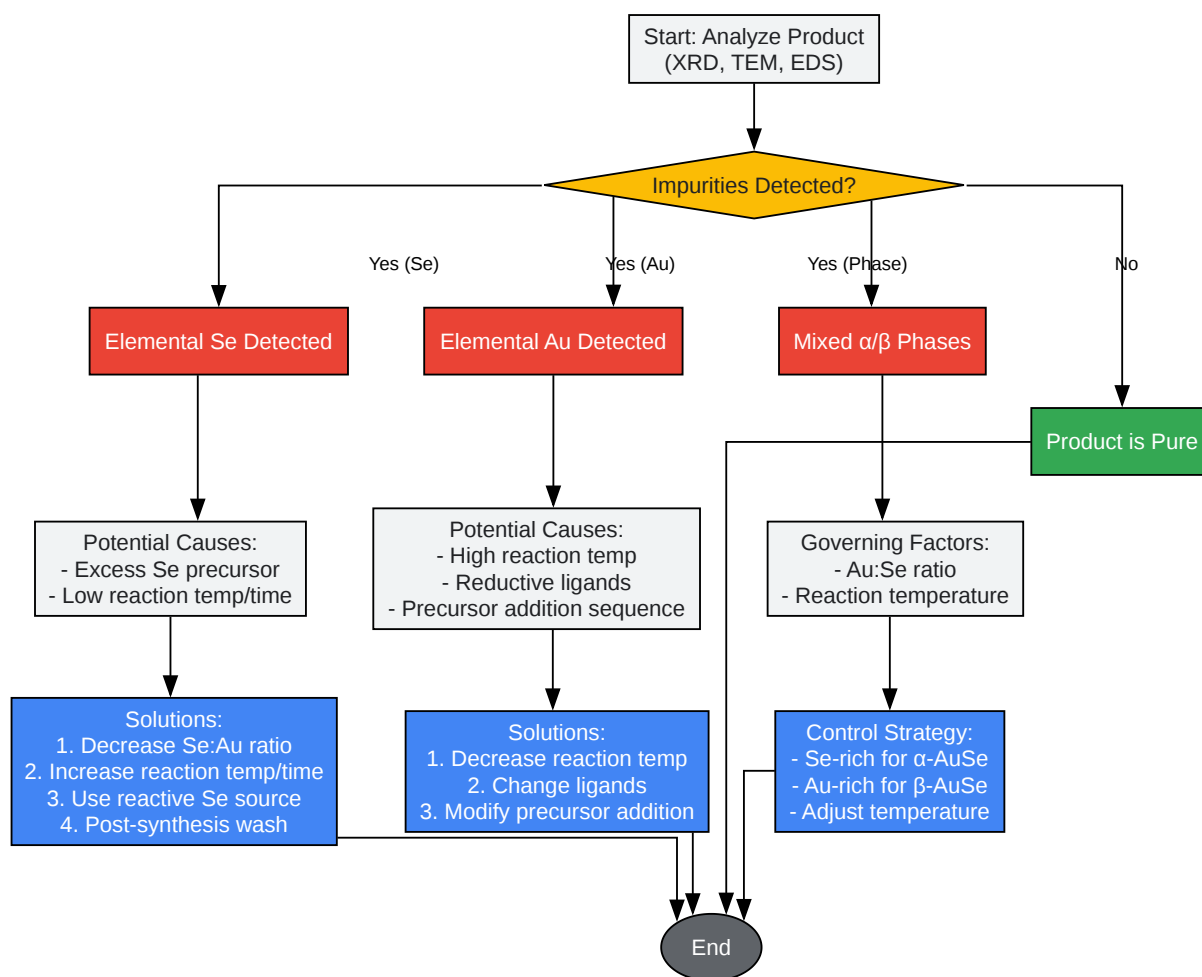 Start: Analyze Product
(XRD, TEM, EDS)
Impurities Detected?
Yes (Se)
Yes (Au)
Yes (Phase)
No
Elemental Se Detected
Elemental Au Detected
Mixed α/β Phases
Product is Pure
Potential Causes:
- Excess Se precursor
- Low reaction temp/time
Potential Causes:
- High reaction temp
- Reductive ligands
- Precursor addition sequence
Governing Factors:
- Au:Se ratio
- Reaction temperature
Solutions:
1. Decrease Se:Au ratio
2. Increase reaction temp/time
3. Use reactive Se source
4. Post-synthesis wash
Solutions:
1. Decrease reaction temp
2. Change ligands
3. Modify precursor addition
Control Strategy:
- Se-rich for α-AuSe
- Au-rich for β-AuSe
- Adjust temperature
End